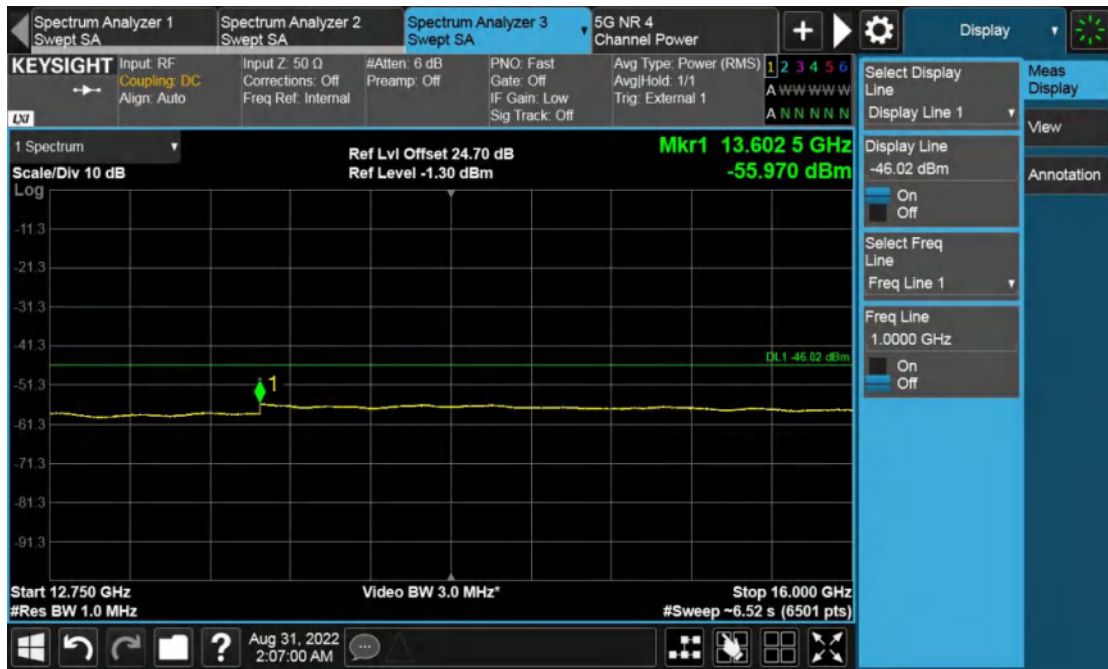 Spectrum Analyzer 1
Swept SA
Spectrum Analyzer 2
Swept SA
Spectrum Analyzer 3
Swept SA
5G NR 4
Channel Power
Display
KEYSIGHT
LXI
Input: RF
Coupling: DC
Align: Auto
Input Z: 50 Ω
Corrections: Off
Freq Ref: Internal
#Atten: 6 dB
Preamp: Off
PNO: Fast
Gate: Off
IF Gain: Low
Sig Track: Off
Avg Type: Power (RMS)
Avg|Hold: 1/1
Trig: External 1
1 2 3 4 5 6
A W W W W W
A N N N N N
1 Spectrum
Scale/Div 10 dB
Log
Ref Lvl Offset 24.70 dB
Ref Level -1.30 dBm
Mkr1 13.602 5 GHz
-55.970 dBm
-11.3
-21.3
-31.3
-41.3
DL1 -46.02 dBm
-51.3
1
-61.3
-71.3
-81.3
-91.3
Start 12.750 GHz
#Res BW 1.0 MHz
Video BW 3.0 MHz*
Stop 16.000 GHz
#Sweep ~6.52 s (6501 pts)
Select Display
Line
Display Line 1
Display Line
-46.02 dBm
On
Off
Select Freq
Line
Freq Line 1
Freq Line
1.0000 GHz
On
Off
Meas
Display
View
Annotation
?
Aug 31, 2022
2:07:00 AM